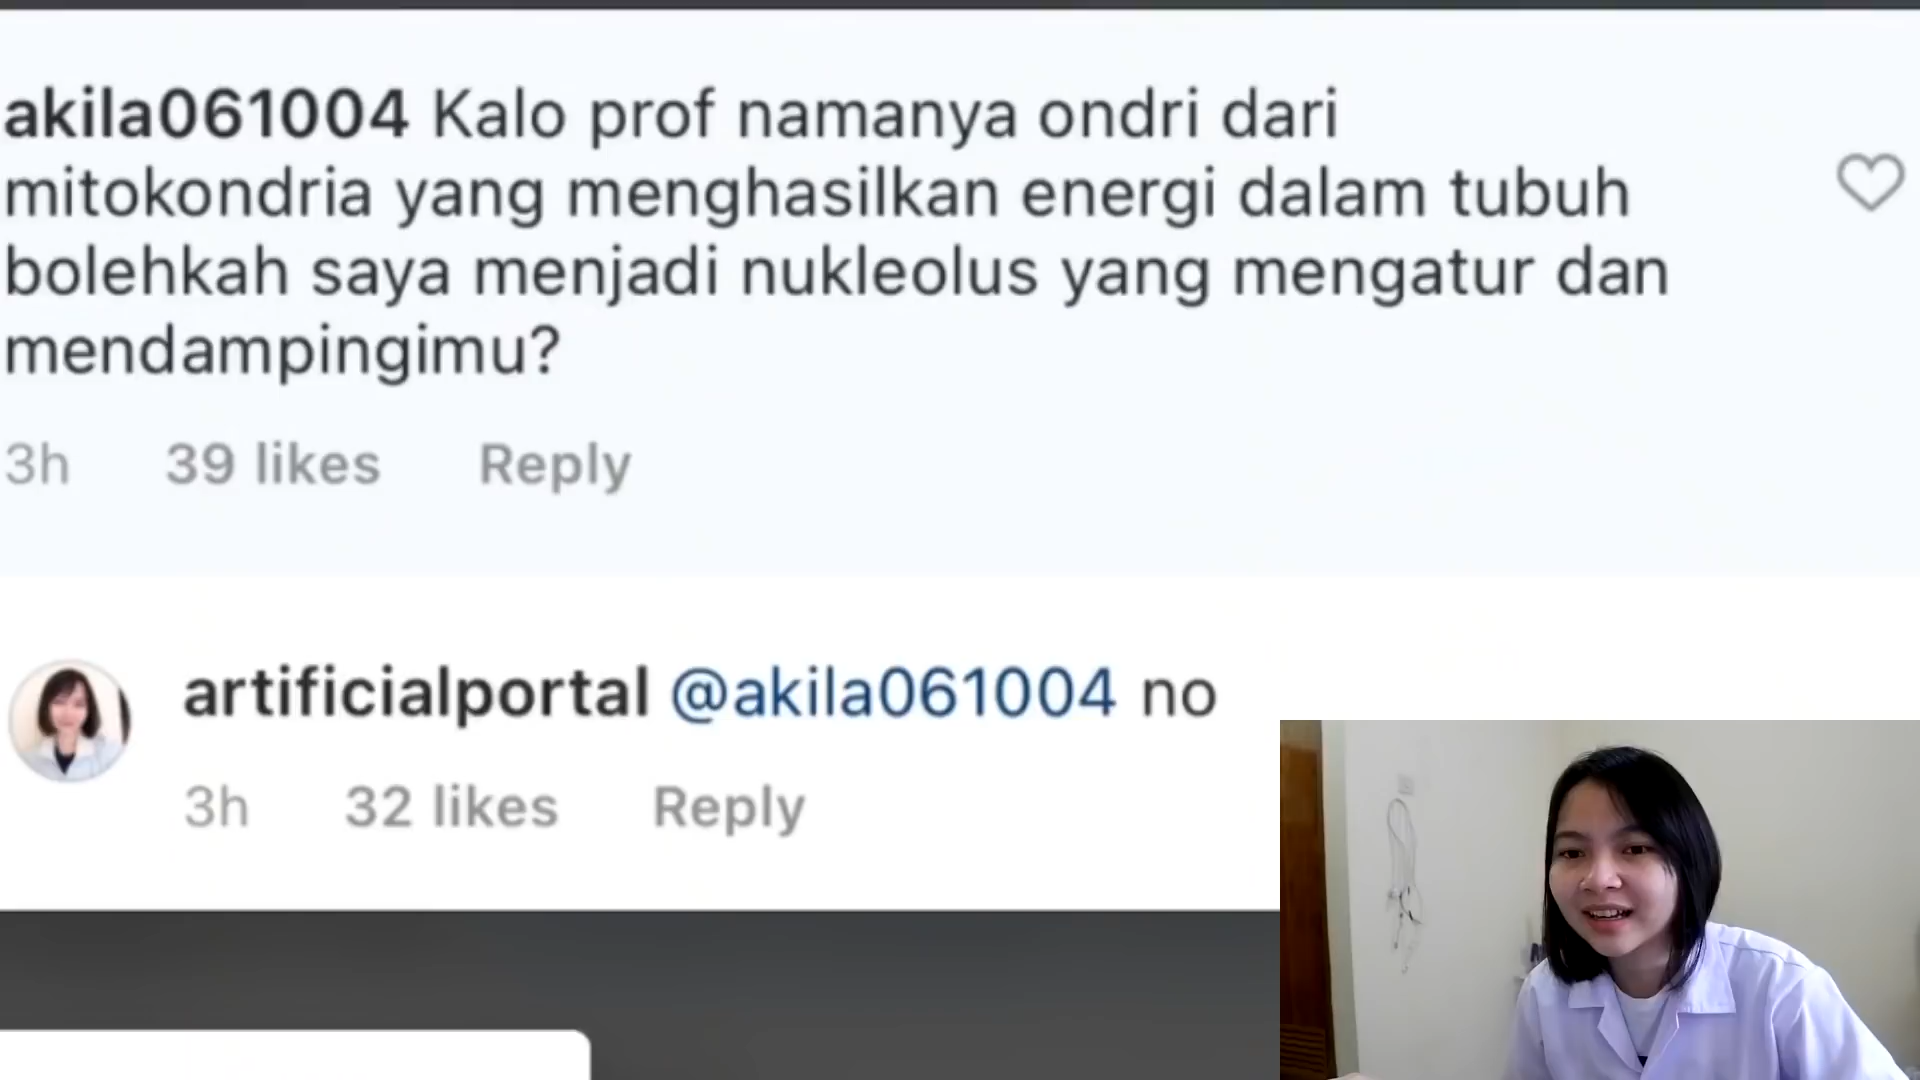 akila061004 Kalo prof namanya ondri dari
mitokondria yang menghasilkan energi dalam tubuh
bolehkah saya menjadi nukleolus yang mengatur dan
mendampingimu?
3h 39 likes Reply
artificialportal @akila061004 no
3h 32 likes Reply